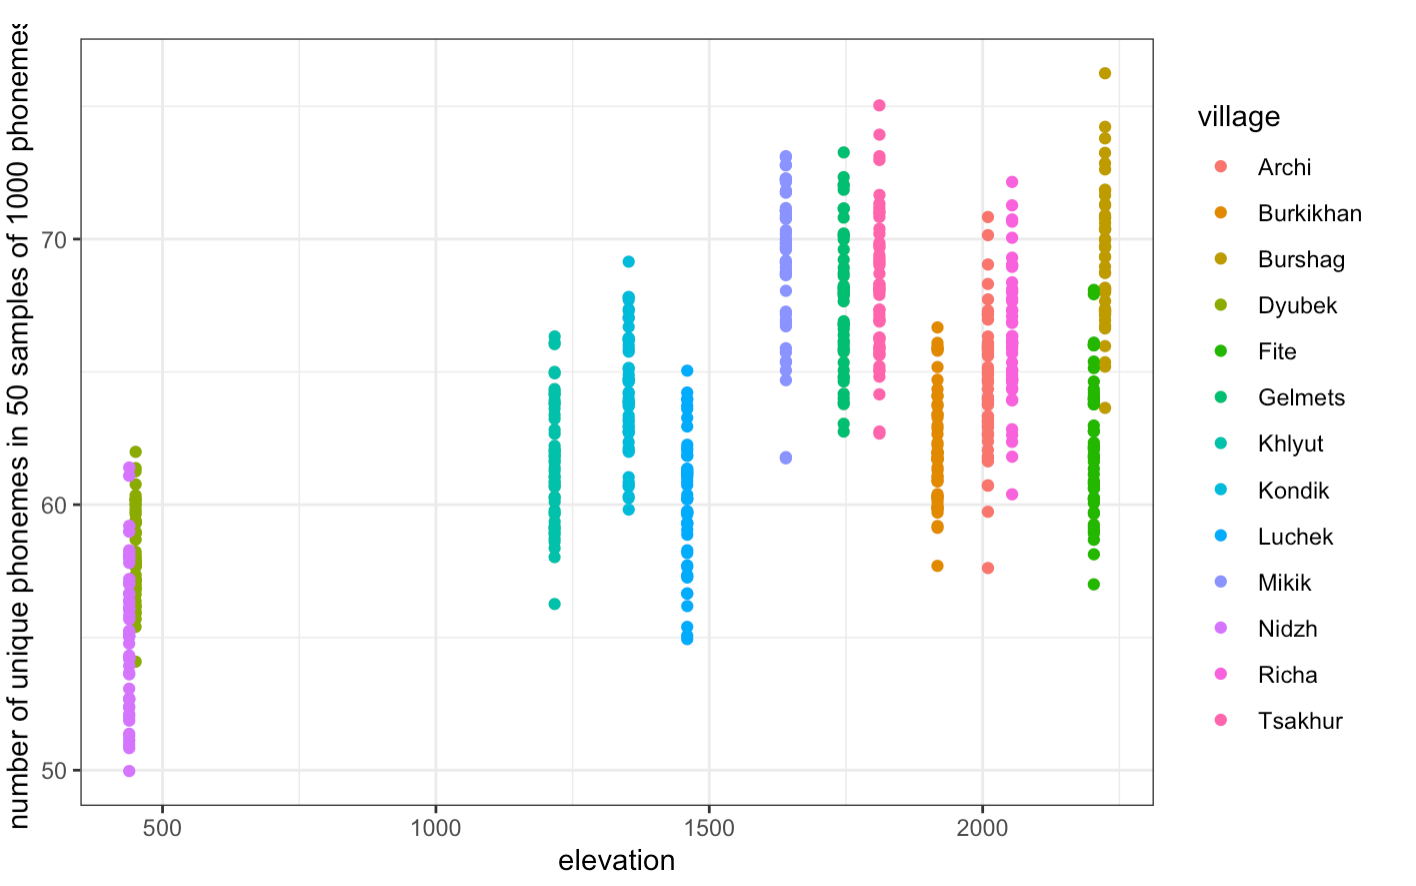 number of unique phonemes in 50 samples of 1000 phonemes
70
60
50
500
1000
1500
2000
elevation
village
Archi
Burkikhan
Burshag
Dyubek
Fite
Gelmets
Khlyut
Kondik
Luchek
Mikik
Nidzh
Richa
Tsakhur